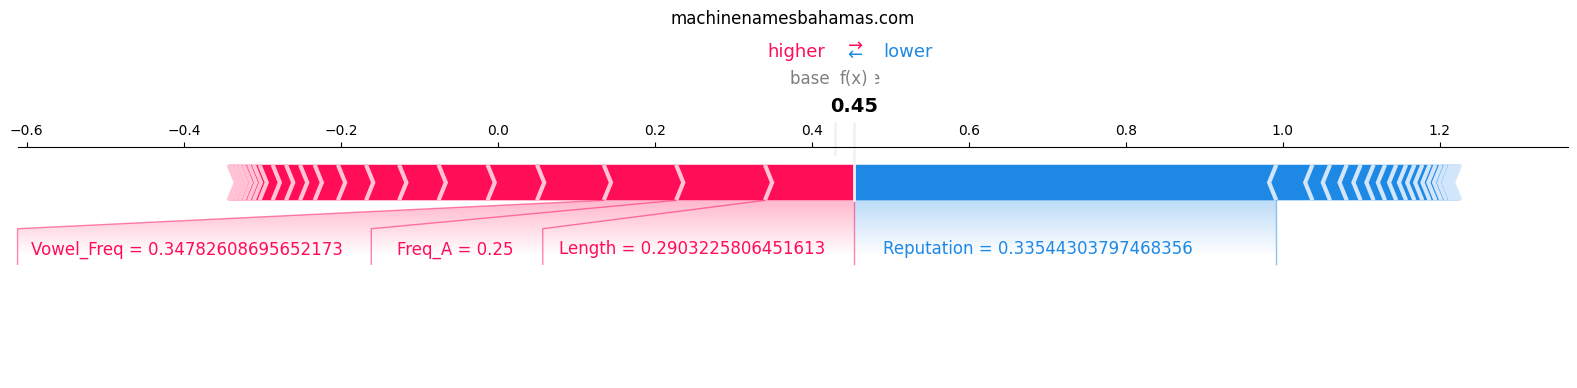 machinenamesbahamas.com
higher ⇄ lower
base f(x) e
0.45
−0.6 −0.4 −0.2 0.0 0.2 0.4 0.6 0.8 1.0 1.2
Vowel_Freq = 0.34782608695652173 Freq_A = 0.25 Length = 0.2903225806451613 Reputation = 0.33544303797468356